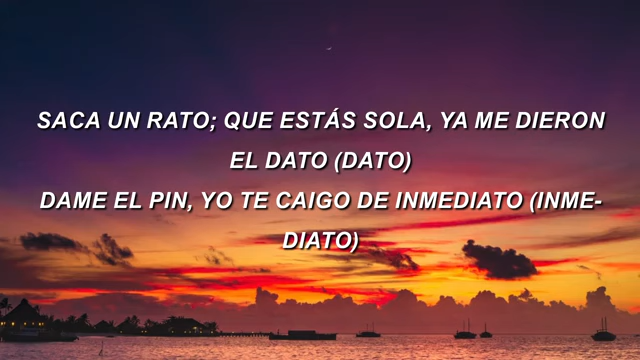 SACA UN RATO; QUE ESTÁS SOLA, YA ME DIERON
EL DATO (DATO)
DAME EL PIN, YO TE CAIGO DE INMEDIATO (INME-
DIATO)